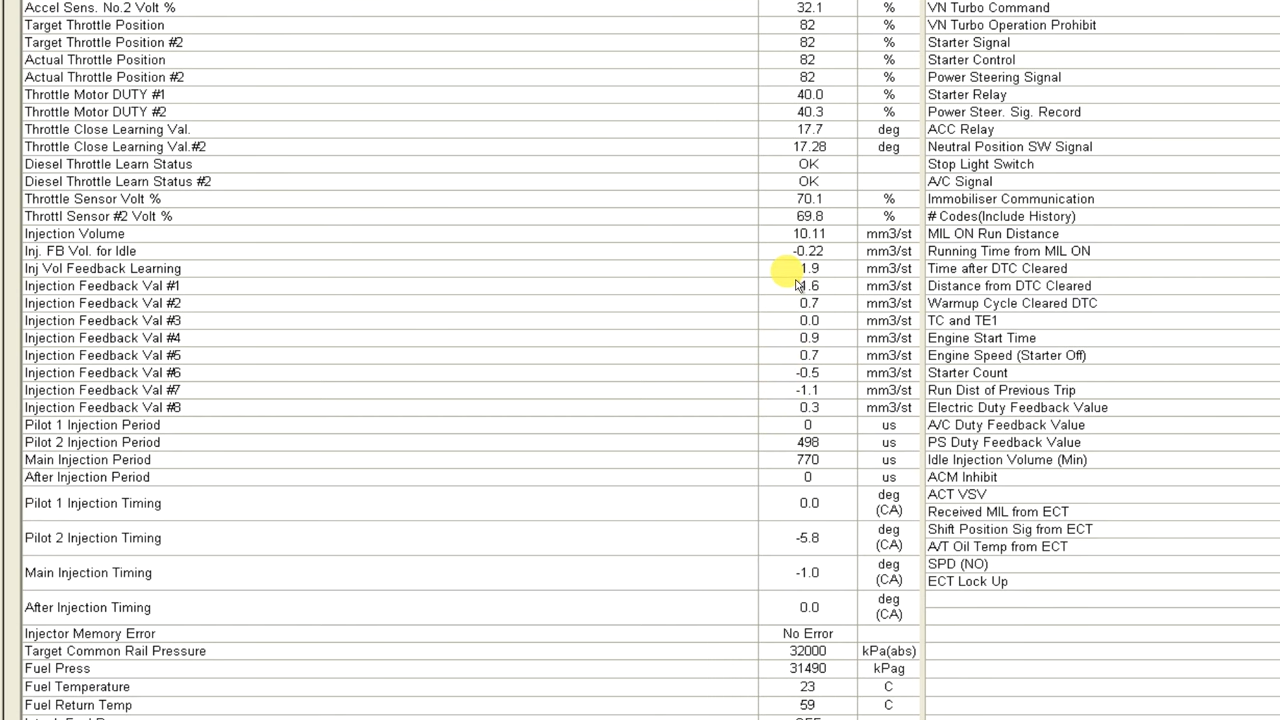 Accel Sens. No.2 Volt % 32.1 % VN Turbo Command
Target Throttle Position 82 % VN Turbo Operation Prohibit
Target Throttle Position #2 82 % Starter Signal
Actual Throttle Position 82 % Starter Control
Actual Throttle Position #2 82 % Power Steering Signal
Throttle Motor DUTY #1 40.0 % Starter Relay
Throttle Motor DUTY #2 40.3 % Power Steer. Sig. Record
Throttle Close Learning Val. 17.7 deg ACC Relay
Throttle Close Learning Val.#2 17.28 deg Neutral Position SW Signal
Diesel Throttle Learn Status OK Stop Light Switch
Diesel Throttle Learn Status #2 OK A/C Signal
Throttle Sensor Volt % 70.1 % Immobiliser Communication
Throttl Sensor #2 Volt % 69.8 % # Codes(Include History)
Injection Volume 10.11 mm3/st MIL ON Run Distance
Inj. FB Vol. for Idle -0.22 mm3/st Running Time from MIL ON
Inj Vol Feedback Learning 1.9 mm3/st Time after DTC Cleared
Injection Feedback Val #1 mm3/st Distance from DTC Cleared
Injection Feedback Val #2 0.7 mm3/st Warmup Cycle Cleared DTC
Injection Feedback Val #3 0.0 mm3/st TC and TE1
Injection Feedback Val #4 0.9 mm3/st Engine Start Time
Injection Feedback Val #5 0.7 mm3/st Engine Speed (Starter Off)
Injection Feedback Val #6 -0.5 mm3/st Starter Count
Injection Feedback Val #7 -1.1 mm3/st Run Dist of Previous Trip
Injection Feedback Val #8 0.3 mm3/st Electric Duty Feedback Value
Pilot 1 Injection Period 0 us A/C Duty Feedback Value
Pilot 2 Injection Period 498 us PS Duty Feedback Value
Main Injection Period 770 us Idle Injection Volume (Min)
After Injection Period 0 us ACM Inhibit
Pilot 1 Injection Timing 0.0 deg (CA) ACT VSV
Received MIL from ECT
Pilot 2 Injection Timing -5.8 deg (CA) Shift Position Sig from ECT
A/T Oil Temp from ECT
Main Injection Timing -1.0 deg (CA) SPD (NO)
ECT Lock Up
After Injection Timing 0.0 deg (CA)
Injector Memory Error No Error
Target Common Rail Pressure 32000 kPa(abs)
Fuel Press 31490 kPag
Fuel Temperature 23 C
Fuel Return Temp 59 C